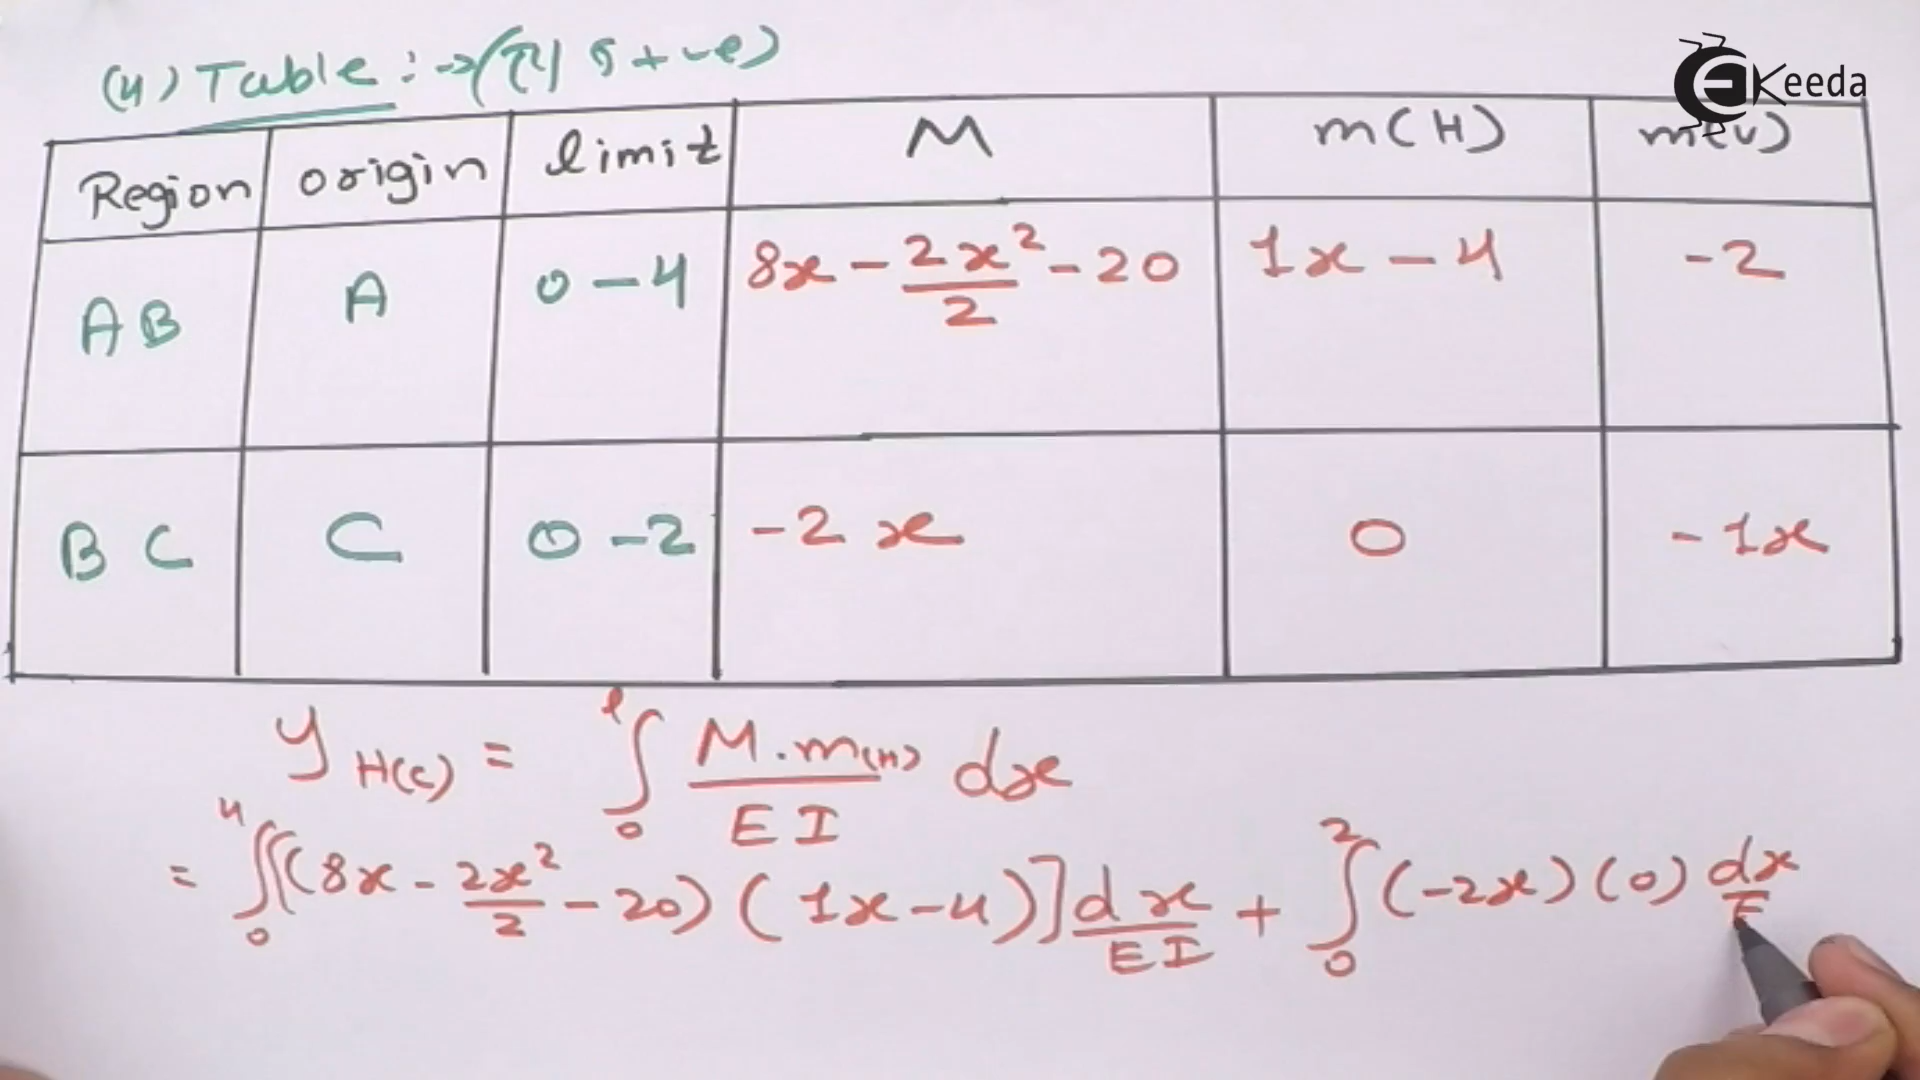 EKeeda
(4) Table :→ ( 5 +ve)
Region origin limit M m(H) m(v)
AB A 0-4 8x - 2x²/2 - 20 1x - 4 -2
BC C 0-2 -2x 0 -1x
y H(c) = ∫₀ˡ M.m(H)/EI dx
= ∫₀⁴ [(8x - 2x²/2 - 20) (1x-4)] dx/EI + ∫₀² (-2x) (0) dx/E